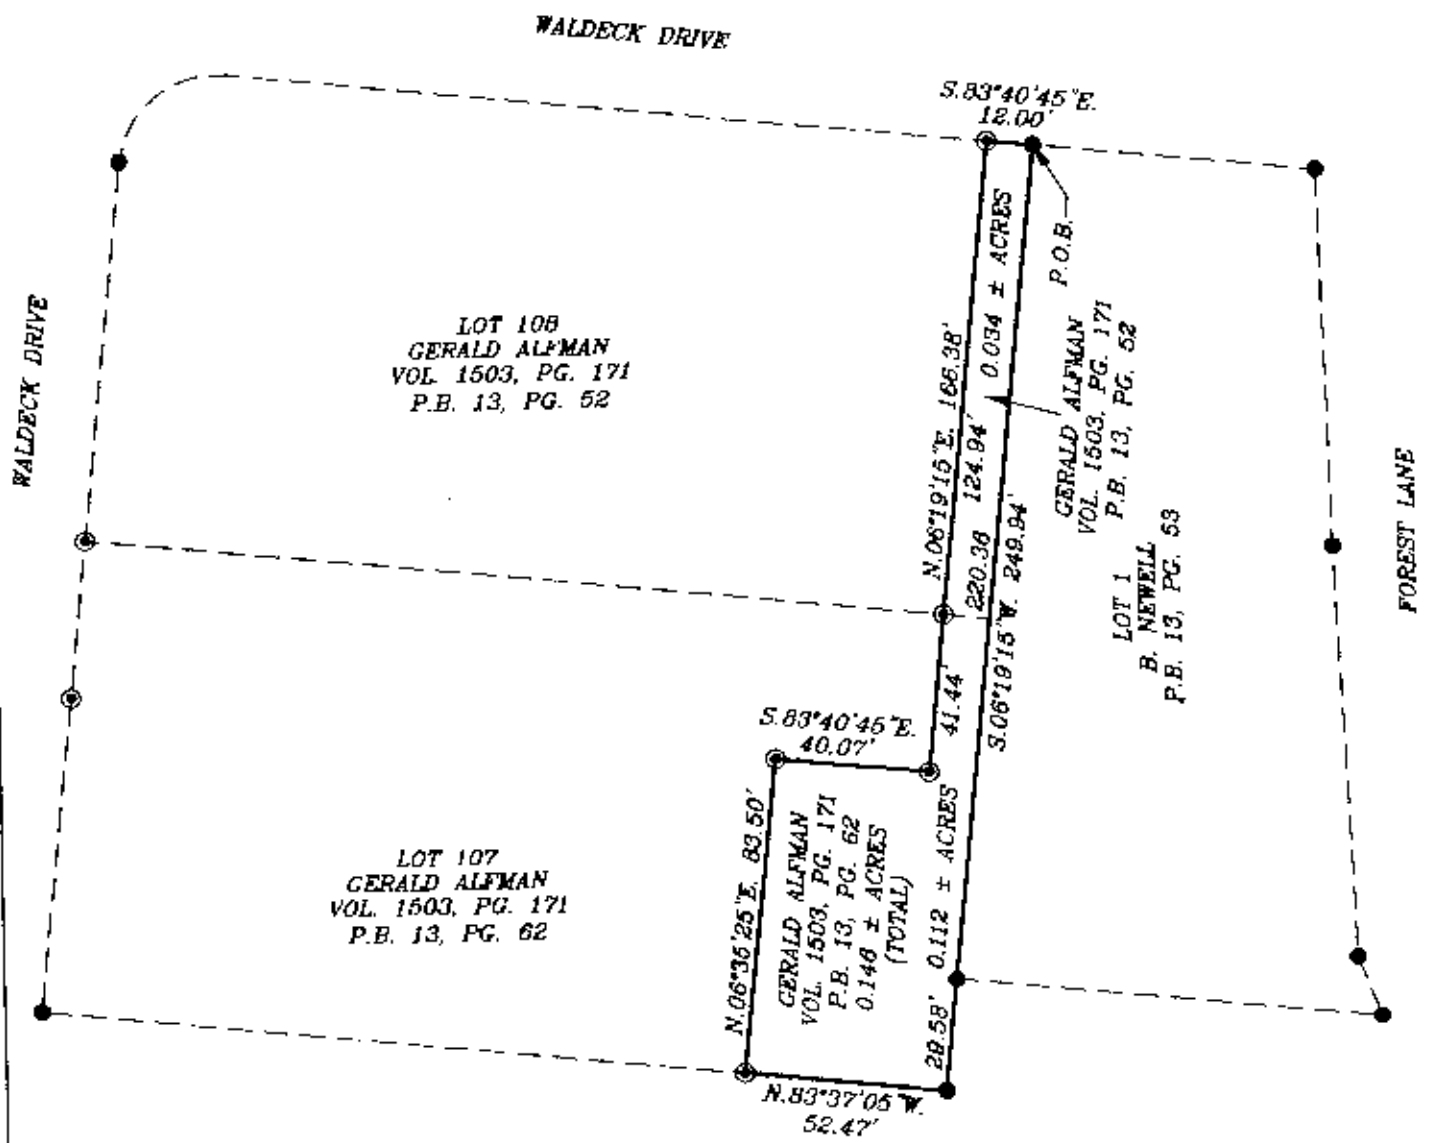 WALDECK DRIVE
S.83°40'45"E.
12.00'
P.O.B.
0.034 ± ACRES
WALDECK DRIVE
LOT 108
GERALD ALFMAN
VOL. 1503, PG. 171
P.B. 13, PG. 52
N.06°19'15"E. 166.38'
124.94'
220.36
S.06°19'15"W. 249.94'
GERALD ALFMAN
VOL. 1503, PG. 171
P.B. 13, PG. 52
LOT 1
B. NEWELL
P.B. 13, PG. 53
FOREST LANE
41.44'
S.83°40'45"E.
40.07'
N.06°35'25"E. 83.50'
GERALD ALFMAN
VOL. 1503, PG. 171
P.B. 13, PG. 62
0.146 ± ACRES
(TOTAL)
0.112 ± ACRES
LOT 107
GERALD ALFMAN
VOL. 1503, PG. 171
P.B. 13, PG. 62
29.58'
N.83°37'05"W.
52.47'